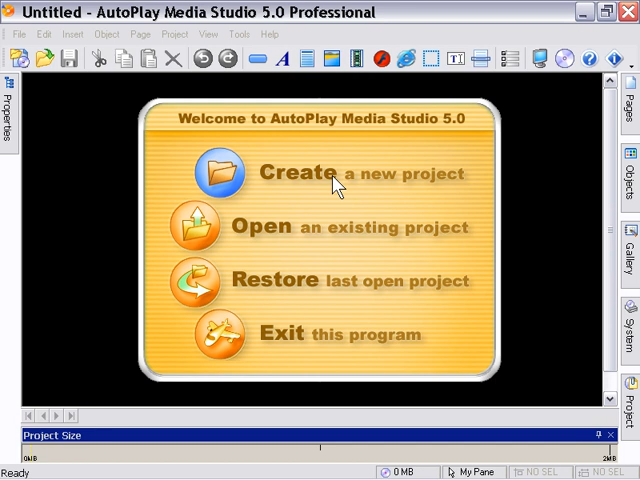 Untitled - AutoPlay Media Studio 5.0 Professional
File Edit Insert Object Page Project View Tools Help
Properties
Pages
Objects
Gallery
System
Project
Welcome to AutoPlay Media Studio 5.0
Create a new project
Open an existing project
Restore last open project
Exit this program
Project Size
0MB 2MB
Ready 0 MB My Pane NO SEL NO SEL